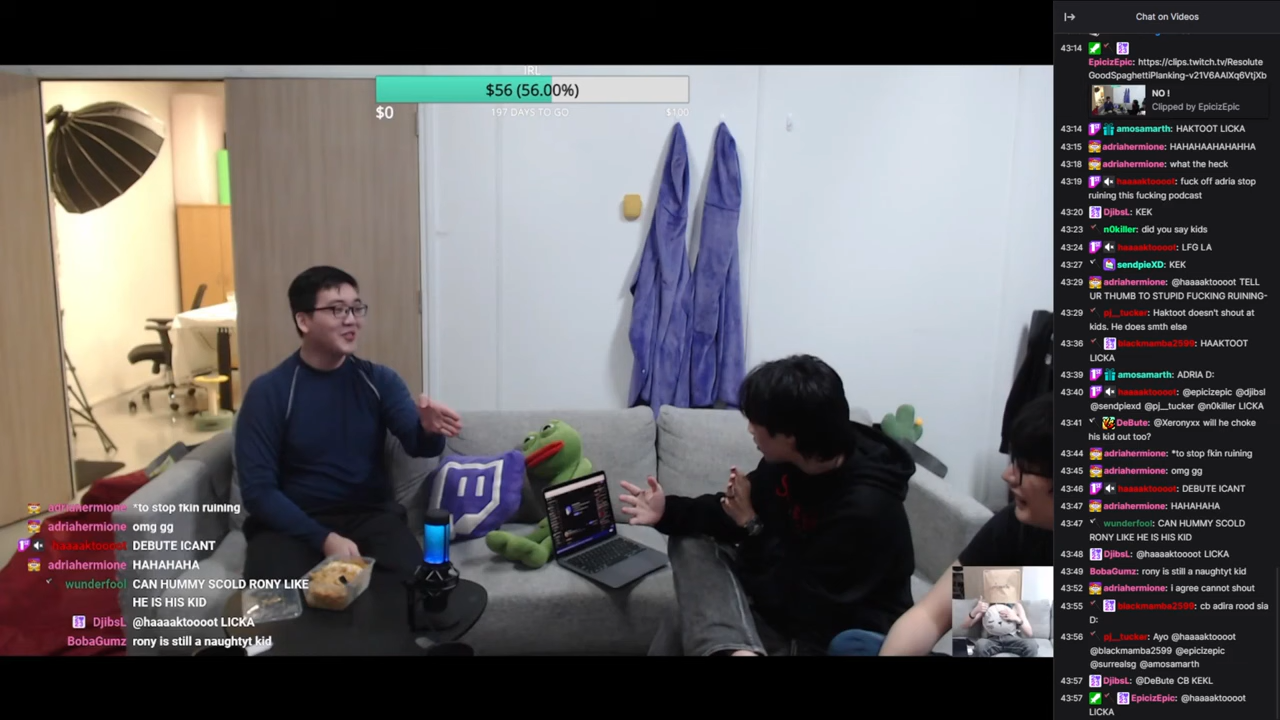 IRL
$56 (56.00%)
$0
197 DAYS TO GO
$100
adriahermione *to stop fkin ruining
adriahermione omg gg
haaaaktoooot DEBUTE ICANT
adriahermione HAHAHAHA
wunderfool CAN HUMMY SCOLD RONY LIKE
HE IS HIS KID
DjibsL @haaaaktoooot LICKA
BobaGumz rony is still a naughtyt kid
Chat on Videos
43:14
EpicizEpic: https://clips.twitch.tv/Resolute
GoodSpaghettiPlanking-v21V6AAlXq6VtjXb
NO !
Clipped by EpicizEpic
43:14 amosamarth: HAKTOOT LICKA
43:15 adriahermione: HAHAHAAHAHAHHA
43:18 adriahermione: what the heck
43:19 haaaaktoooot: fuck off adria stop
ruining this fucking podcast
43:20 DjibsL: KEK
43:23 n0killer: did you say kids
43:24 haaaaktoooot: LFG LA
43:27 sendpieXD: KEK
43:29 adriahermione: @haaaaktoooot TELL
UR THUMB TO STUPID FUCKING RUINING-
43:29 pj__tucker: Haktoot doesn't shout at
kids. He does smth else
43:36 blackmamba2599: HAAKTOOT
LICKA
43:39 amosamarth: ADRIA D:
43:40 haaaaktoooot: @epicizepic @djibsl
@sendpiexd @pj__tucker @n0killer LICKA
43:41 DeBute: @Xeronyxx will he choke
his kid out too?
43:44 adriahermione: *to stop fkin ruining
43:45 adriahermione: omg gg
43:46 haaaaktoooot: DEBUTE ICANT
43:47 adriahermione: HAHAHAHA
43:47 wunderfool: CAN HUMMY SCOLD
RONY LIKE HE IS HIS KID
43:48 DjibsL: @haaaaktoooot LICKA
43:49 BobaGumz: rony is still a naughtyt kid
43:52 adriahermione: i agree cannot shout
43:55 blackmamba2599: cb adira rood sia
D:
43:56 pj__tucker: Ayo @haaaaktoooot
@blackmamba2599 @epicizepic
@surrealsg @amosamarth
43:57 DjibsL: @DeBute CB KEKL
43:57 EpicizEpic: @haaaaktoooot
LICKA